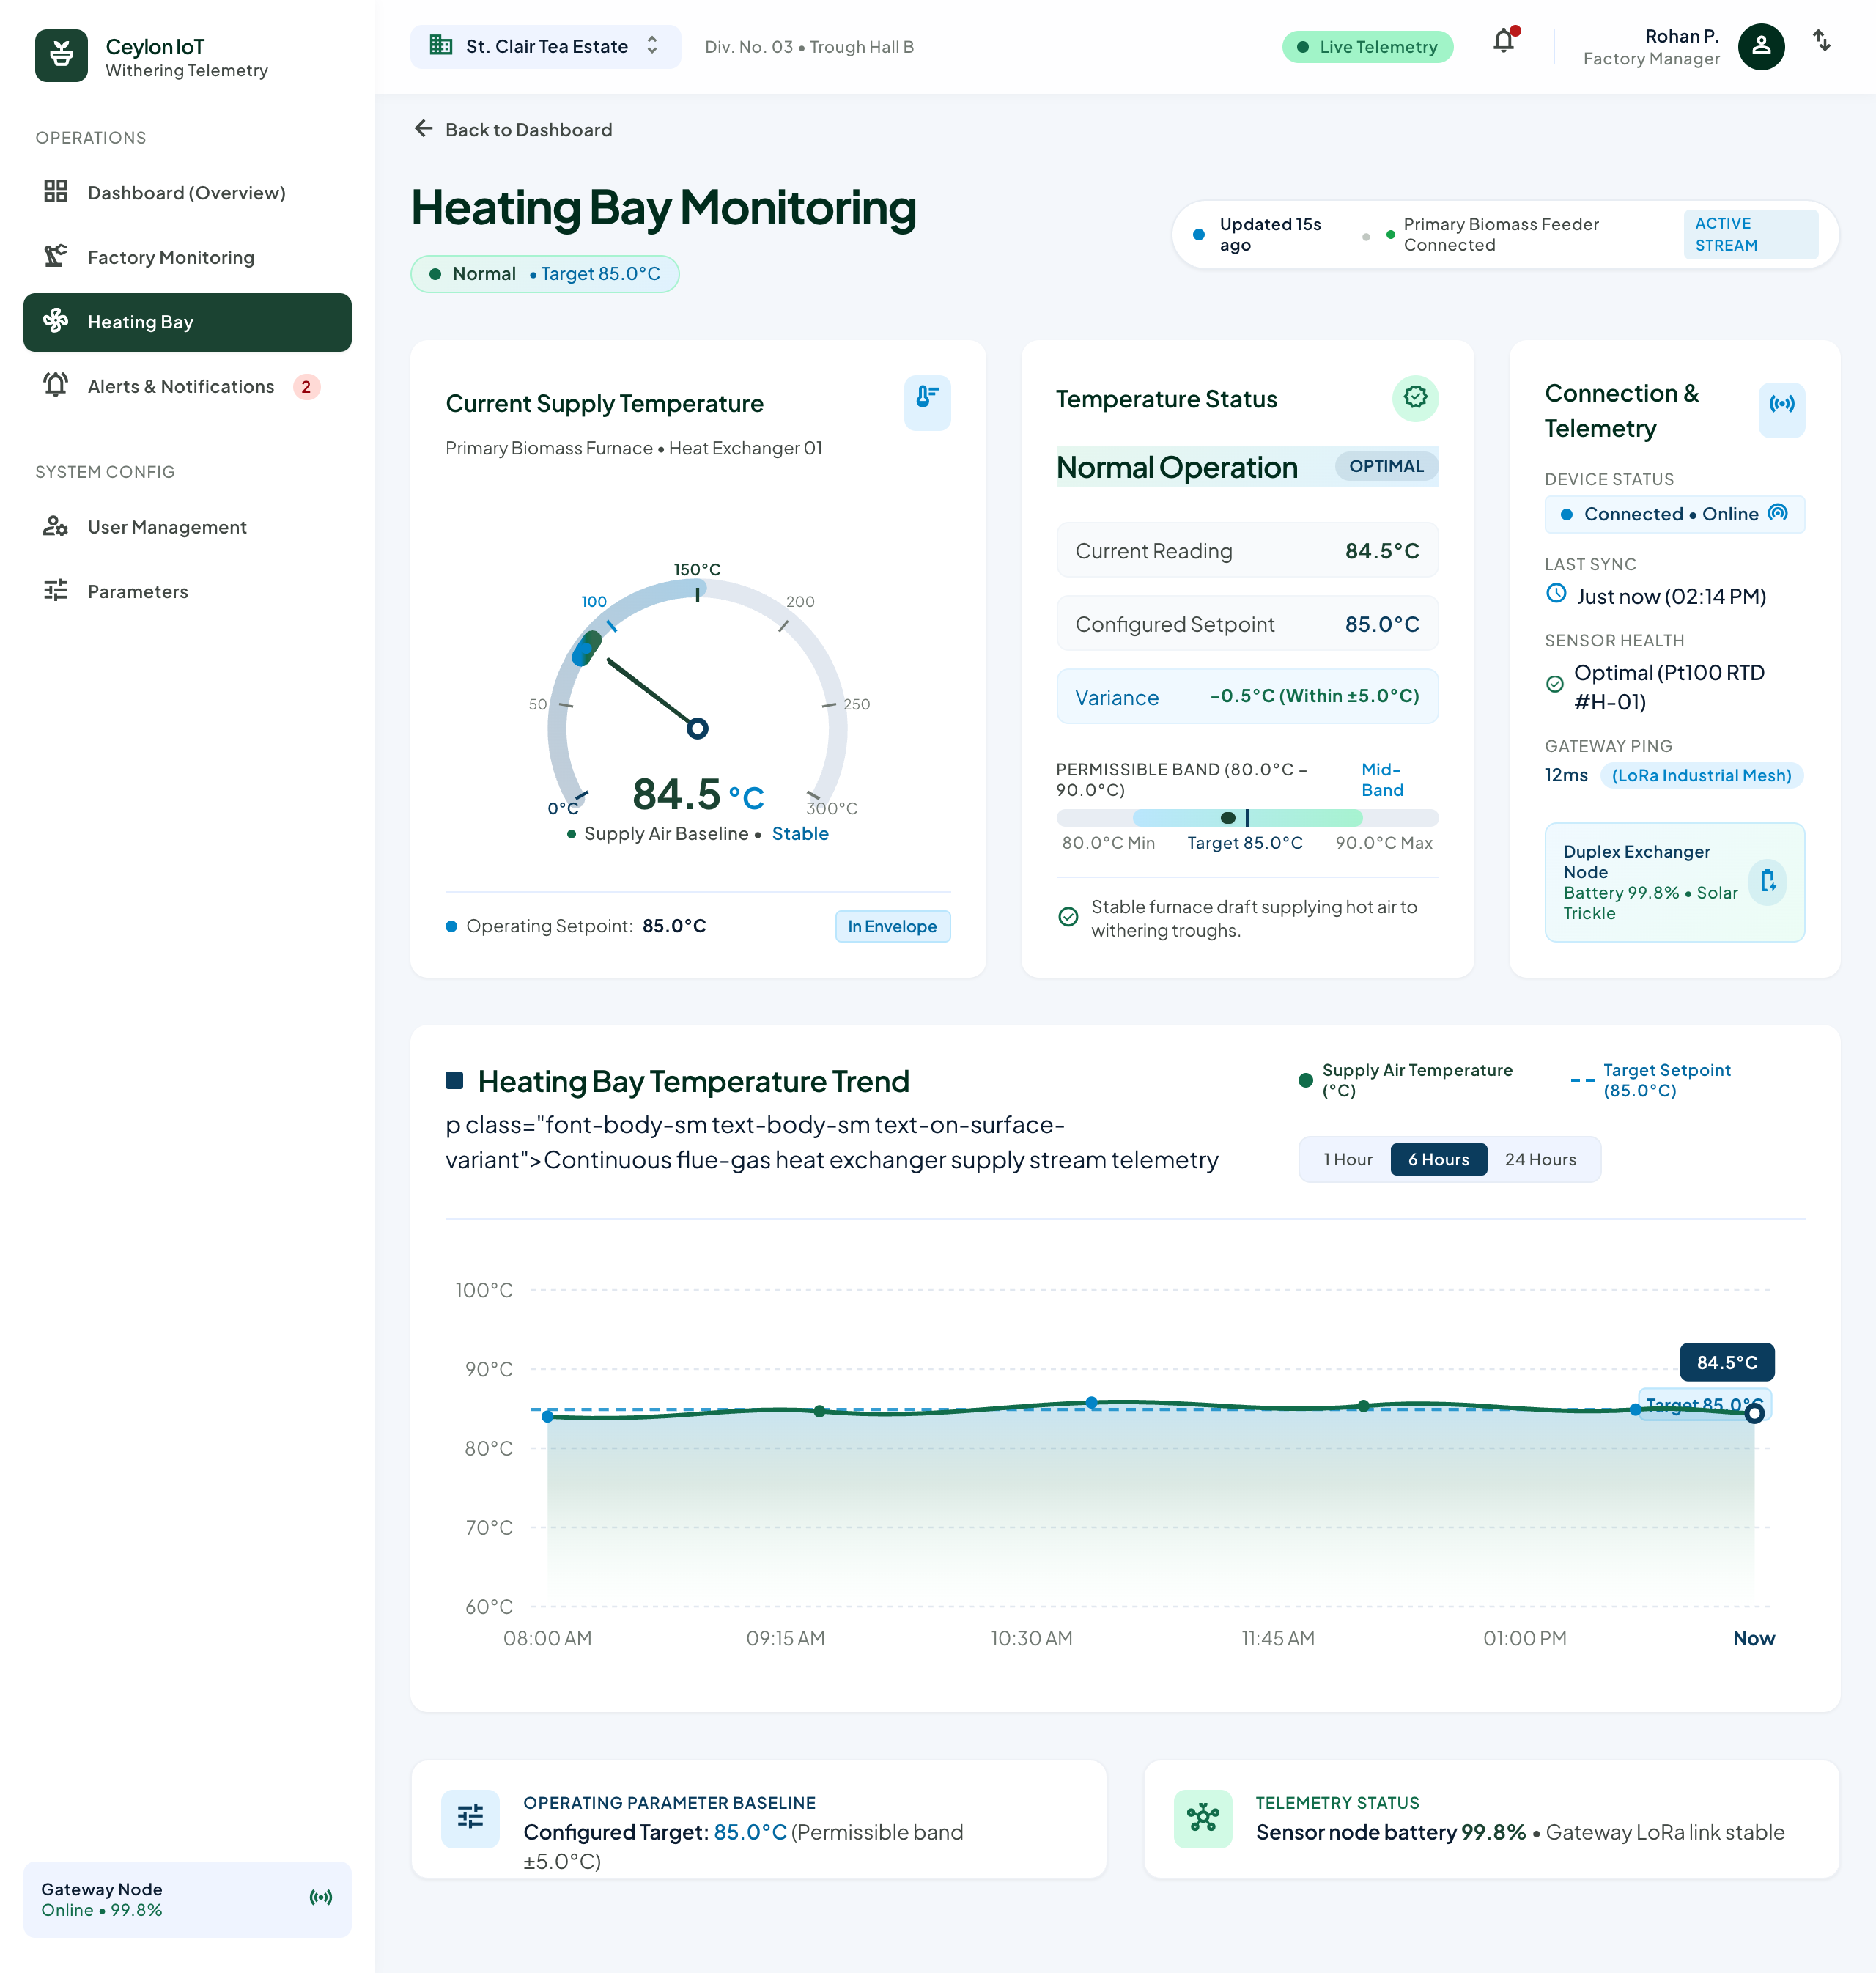 Ceylon IoT
Withering Telemetry
OPERATIONS
Dashboard (Overview)
Factory Monitoring
Heating Bay
Alerts & Notifications 2
SYSTEM CONFIG
User Management
Parameters
Gateway Node
Online • 99.8%
St. Clair Tea Estate
Div. No. 03 • Trough Hall B
Live Telemetry
Rohan P.
Factory Manager
Back to Dashboard
Heating Bay Monitoring
Normal • Target 85.0°C
Updated 15s
ago
Primary Biomass Feeder
Connected
ACTIVE
STREAM
Current Supply Temperature
Primary Biomass Furnace • Heat Exchanger 01
150°C
100
200
50
250
0°C
300°C
84.5 °C
Supply Air Baseline • Stable
Operating Setpoint: 85.0°C
In Envelope
Temperature Status
Normal Operation OPTIMAL
Current Reading 84.5°C
Configured Setpoint 85.0°C
Variance -0.5°C (Within ±5.0°C)
PERMISSIBLE BAND (80.0°C –
90.0°C)
Mid-
Band
80.0°C Min Target 85.0°C 90.0°C Max
Stable furnace draft supplying hot air to
withering troughs.
Connection &
Telemetry
DEVICE STATUS
Connected • Online
LAST SYNC
Just now (02:14 PM)
SENSOR HEALTH
Optimal (Pt100 RTD
#H-01)
GATEWAY PING
12ms (LoRa Industrial Mesh)
Duplex Exchanger
Node
Battery 99.8% • Solar
Trickle
Heating Bay Temperature Trend
p class="font-body-sm text-body-sm text-on-surface-
variant">Continuous flue-gas heat exchanger supply stream telemetry
Supply Air Temperature
(°C)
Target Setpoint
(85.0°C)
1 Hour 6 Hours 24 Hours
100°C
90°C
80°C
70°C
60°C
84.5°C
Target 85.0°C
08:00 AM 09:15 AM 10:30 AM 11:45 AM 01:00 PM Now
OPERATING PARAMETER BASELINE
Configured Target: 85.0°C (Permissible band
±5.0°C)
TELEMETRY STATUS
Sensor node battery 99.8% • Gateway LoRa link stable